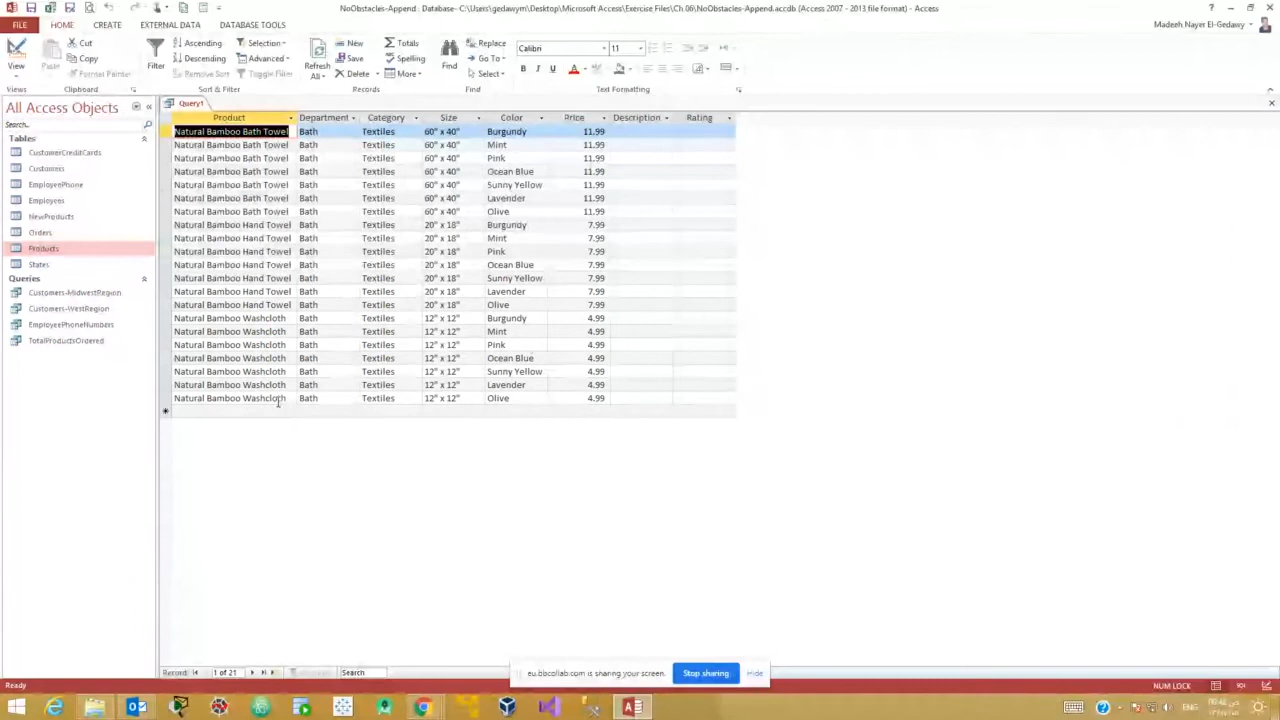 NoObstacles-Append : Database- C:\Users\gedawym\Desktop\Microsoft Access\Exercise Files\Ch.06\NoObstacles-Append.accdb (Access 2007 - 2013 file format) - Access
FILE HOME CREATE EXTERNAL DATA DATABASE TOOLS
Madeeh Nayer El-Gedawy
View
Views
Paste
Cut
Copy
Format Painter
Clipboard
Filter
Ascending
Descending
Remove Sort
Selection
Advanced
Toggle Filter
Sort & Filter
Refresh
All
New
Save
Delete
Totals
Spelling
More
Records
Find
Replace
Go To
Select
Find
Calibri 11
B I U A
Text Formatting
All Access Objects
Search...
Tables
CustomerCreditCards
Customers
EmployeePhone
Employees
NewProducts
Orders
Products
States
Queries
Customers-MidwestRegion
Customers-WestRegion
EmployeePhoneNumbers
TotalProductsOrdered
Query1
Product Department Category Size Color Price Description Rating
Natural Bamboo Bath Towel Bath Textiles 60" x 40" Burgundy 11.99
Natural Bamboo Bath Towel Bath Textiles 60" x 40" Mint 11.99
Natural Bamboo Bath Towel Bath Textiles 60" x 40" Pink 11.99
Natural Bamboo Bath Towel Bath Textiles 60" x 40" Ocean Blue 11.99
Natural Bamboo Bath Towel Bath Textiles 60" x 40" Sunny Yellow 11.99
Natural Bamboo Bath Towel Bath Textiles 60" x 40" Lavender 11.99
Natural Bamboo Bath Towel Bath Textiles 60" x 40" Olive 11.99
Natural Bamboo Hand Towel Bath Textiles 20" x 18" Burgundy 7.99
Natural Bamboo Hand Towel Bath Textiles 20" x 18" Mint 7.99
Natural Bamboo Hand Towel Bath Textiles 20" x 18" Pink 7.99
Natural Bamboo Hand Towel Bath Textiles 20" x 18" Ocean Blue 7.99
Natural Bamboo Hand Towel Bath Textiles 20" x 18" Sunny Yellow 7.99
Natural Bamboo Hand Towel Bath Textiles 20" x 18" Lavender 7.99
Natural Bamboo Hand Towel Bath Textiles 20" x 18" Olive 7.99
Natural Bamboo Washcloth Bath Textiles 12" x 12" Burgundy 4.99
Natural Bamboo Washcloth Bath Textiles 12" x 12" Mint 4.99
Natural Bamboo Washcloth Bath Textiles 12" x 12" Pink 4.99
Natural Bamboo Washcloth Bath Textiles 12" x 12" Ocean Blue 4.99
Natural Bamboo Washcloth Bath Textiles 12" x 12" Sunny Yellow 4.99
Natural Bamboo Washcloth Bath Textiles 12" x 12" Lavender 4.99
Natural Bamboo Washcloth Bath Textiles 12" x 12" Olive 4.99
Record: 1 of 21 Search
eu.bbcollab.com is sharing your screen. Stop sharing Hide
Ready NUM LOCK
ENG